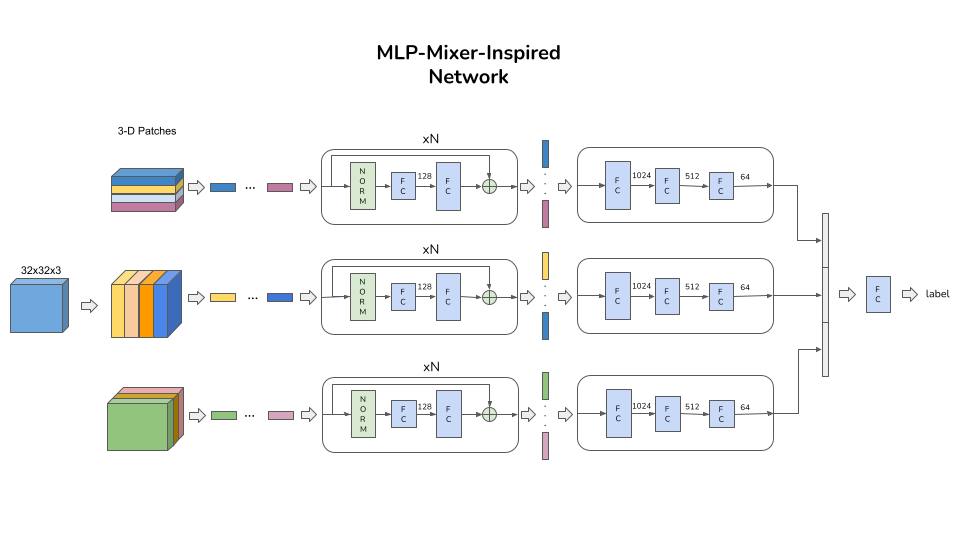 MLP-Mixer-Inspired
Network
3-D Patches
xN
N
O
R
M
F
C
128
F
C
F
C
1024
F
C
512
F
C
64
32x32x3
xN
N
O
R
M
F
C
128
F
C
F
C
1024
F
C
512
F
C
64
F
C
label
xN
N
O
R
M
F
C
128
F
C
F
C
1024
F
C
512
F
C
64